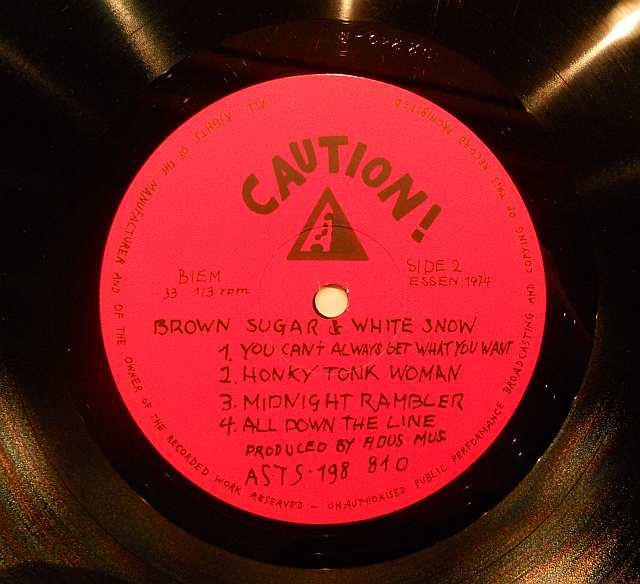 CAUTION!
BIEM
33 1/3 rpm
SIDE 2
ESSEN 1974
BROWN SUGAR & WHITE SNOW
1. YOU CAN'T ALWAYS GET WHAT YOU WANT
2. HONKY TONK WOMAN
3. MIDNIGHT RAMBLER
4. ALL DOWN THE LINE
PRODUCED BY
ASTS·198 810
ALL RIGHTS OF THE MANUFACTURER AND OF THE OWNER OF THE RECORDED WORK RESERVED ~ UNAUTHORISED PUBLIC PERFORMANCE BROADCASTING AND COPYING OF THIS RECORD PROHIBITED